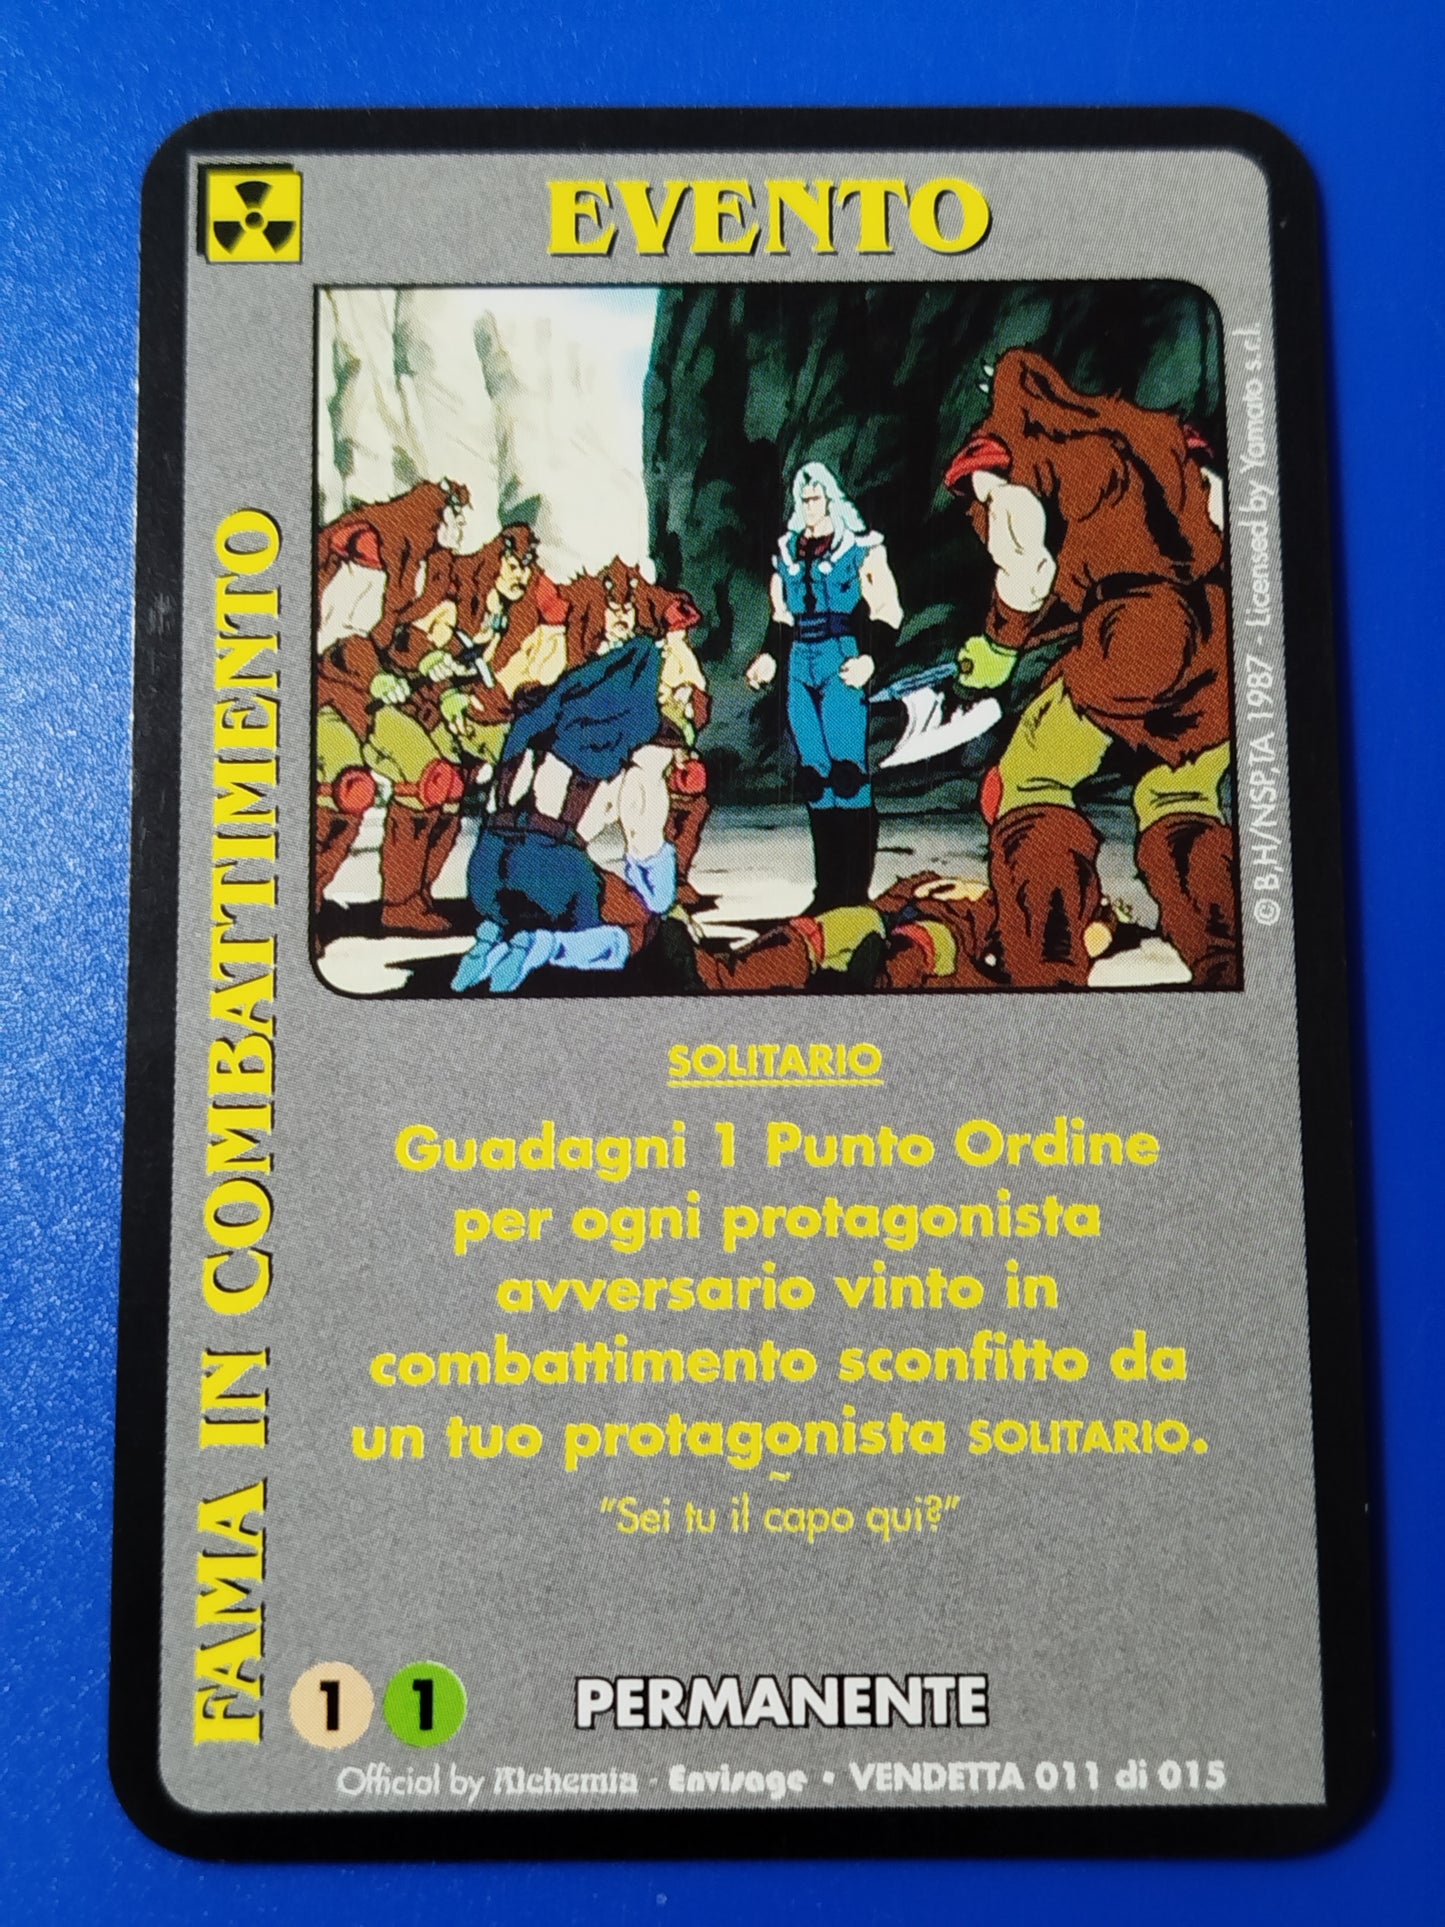 EVENTO
FAMA IN COMBATTIMENTO
© B,H/NSP,TA 1987 - Licensed by Yamato s.r.l.
SOLITARIO
Guadagni 1 Punto Ordine
per ogni protagonista
avversario vinto in
combattimento sconfitto da
un tuo protagonista SOLITARIO.
~
"Sei tu il capo qui?"
1 1 PERMANENTE
Official by Alchemia - Envisage • VENDETTA 011 di 015